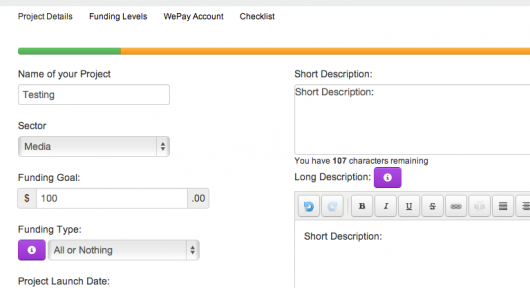 Project Details Funding Levels WePay Account Checklist
Name of your Project
Testing
Sector
Media
Funding Goal:
$ 100 .00
Funding Type:
All or Nothing
Project Launch Date:
Short Description:
Short Description:
You have 107 characters remaining
Long Description:
B I U S
Short Description: